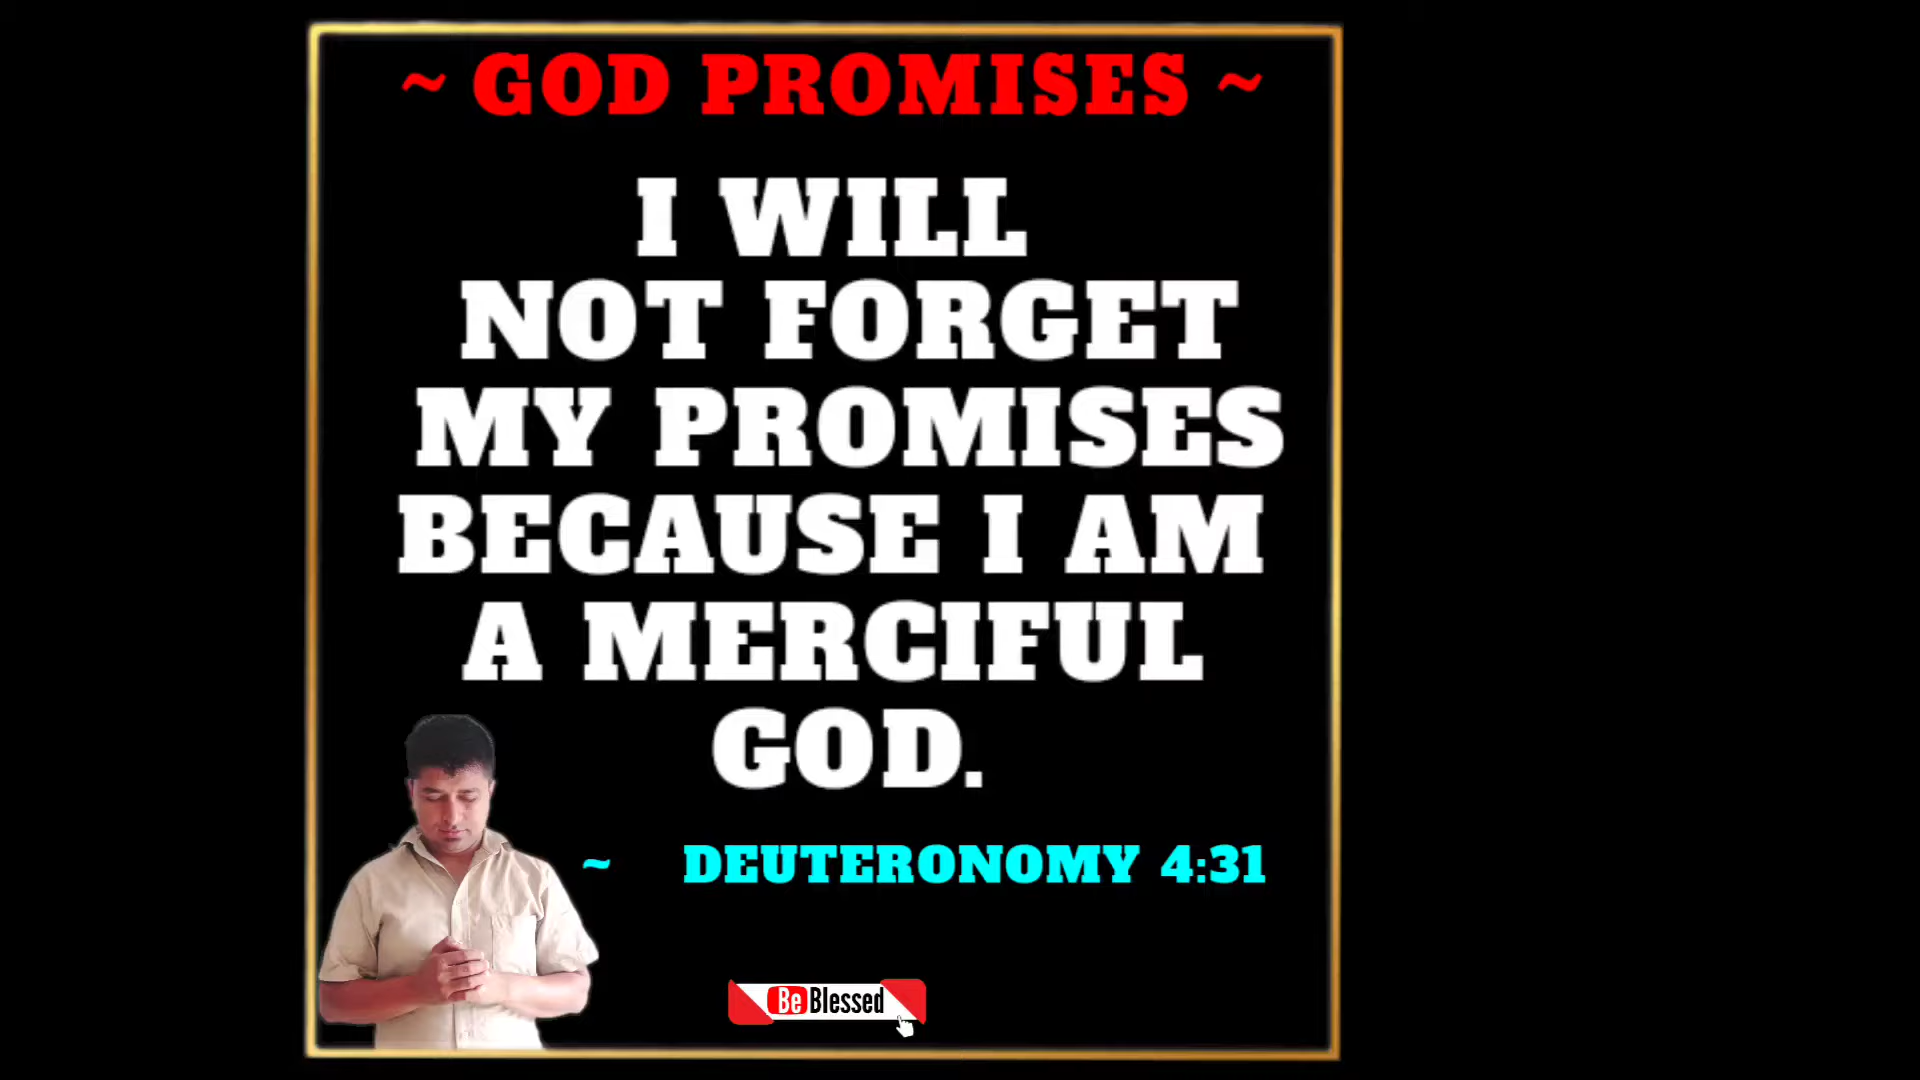 ~ GOD PROMISES ~
I WILL
NOT FORGET
MY PROMISES
BECAUSE I AM
A MERCIFUL
GOD.
~ DEUTERONOMY 4:31
Be Blessed